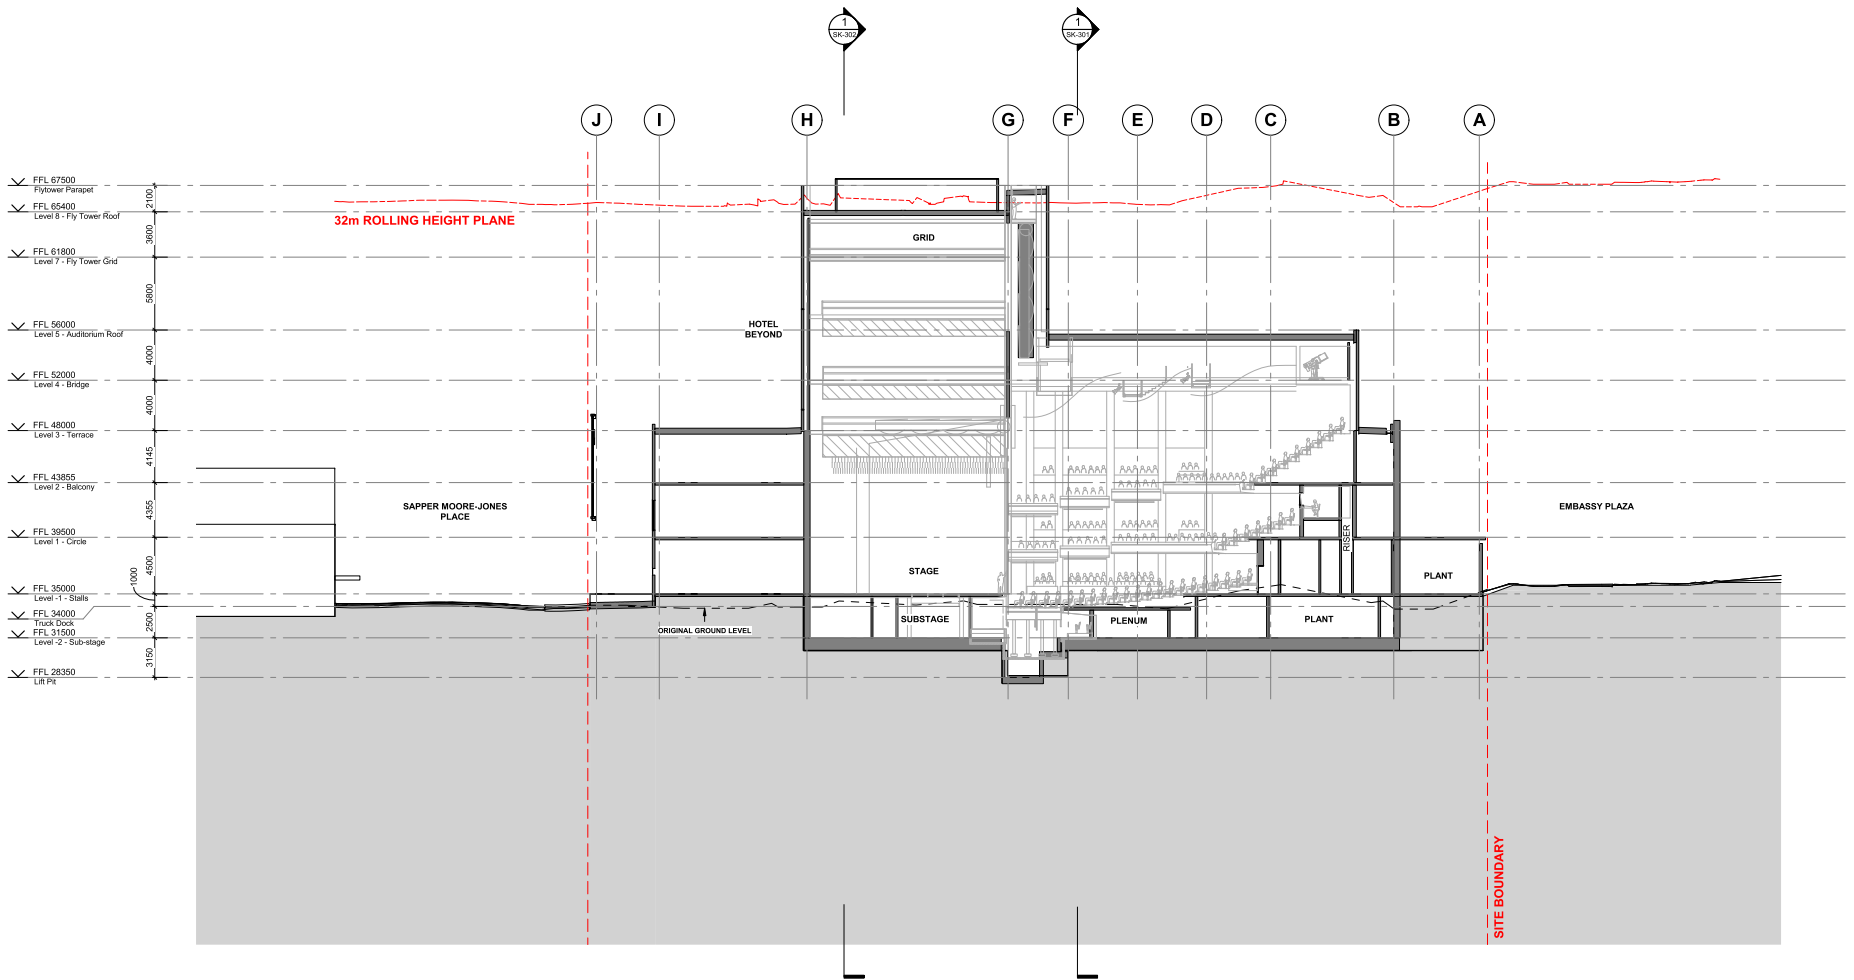 1
SK-302
1
SK-301
J
I
H
G
F
E
D
C
B
A
FFL 67500
Flytower Parapet
2100
FFL 65400
Level 8 - Fly Tower Roof
32m ROLLING HEIGHT PLANE
3600
GRID
FFL 61800
Level 7 - Fly Tower Grid
5800
HOTEL
BEYOND
FFL 56000
Level 5 - Auditorium Roof
4000
FFL 52000
Level 4 - Bridge
4000
FFL 48000
Level 3 - Terrace
4145
FFL 43855
Level 2 - Balcony
4355
SAPPER MOORE-JONES
PLACE
EMBASSY PLAZA
FFL 39500
Level 1 - Circle
RISER
4500
1000
STAGE
PLANT
FFL 35000
Level -1 - Stalls
FFL 34000
Truck Dock
2500
SUBSTAGE
PLENUM
PLANT
ORIGINAL GROUND LEVEL
FFL 31500
Level -2 - Sub-stage
3150
FFL 28350
Lift Pit
SITE BOUNDARY